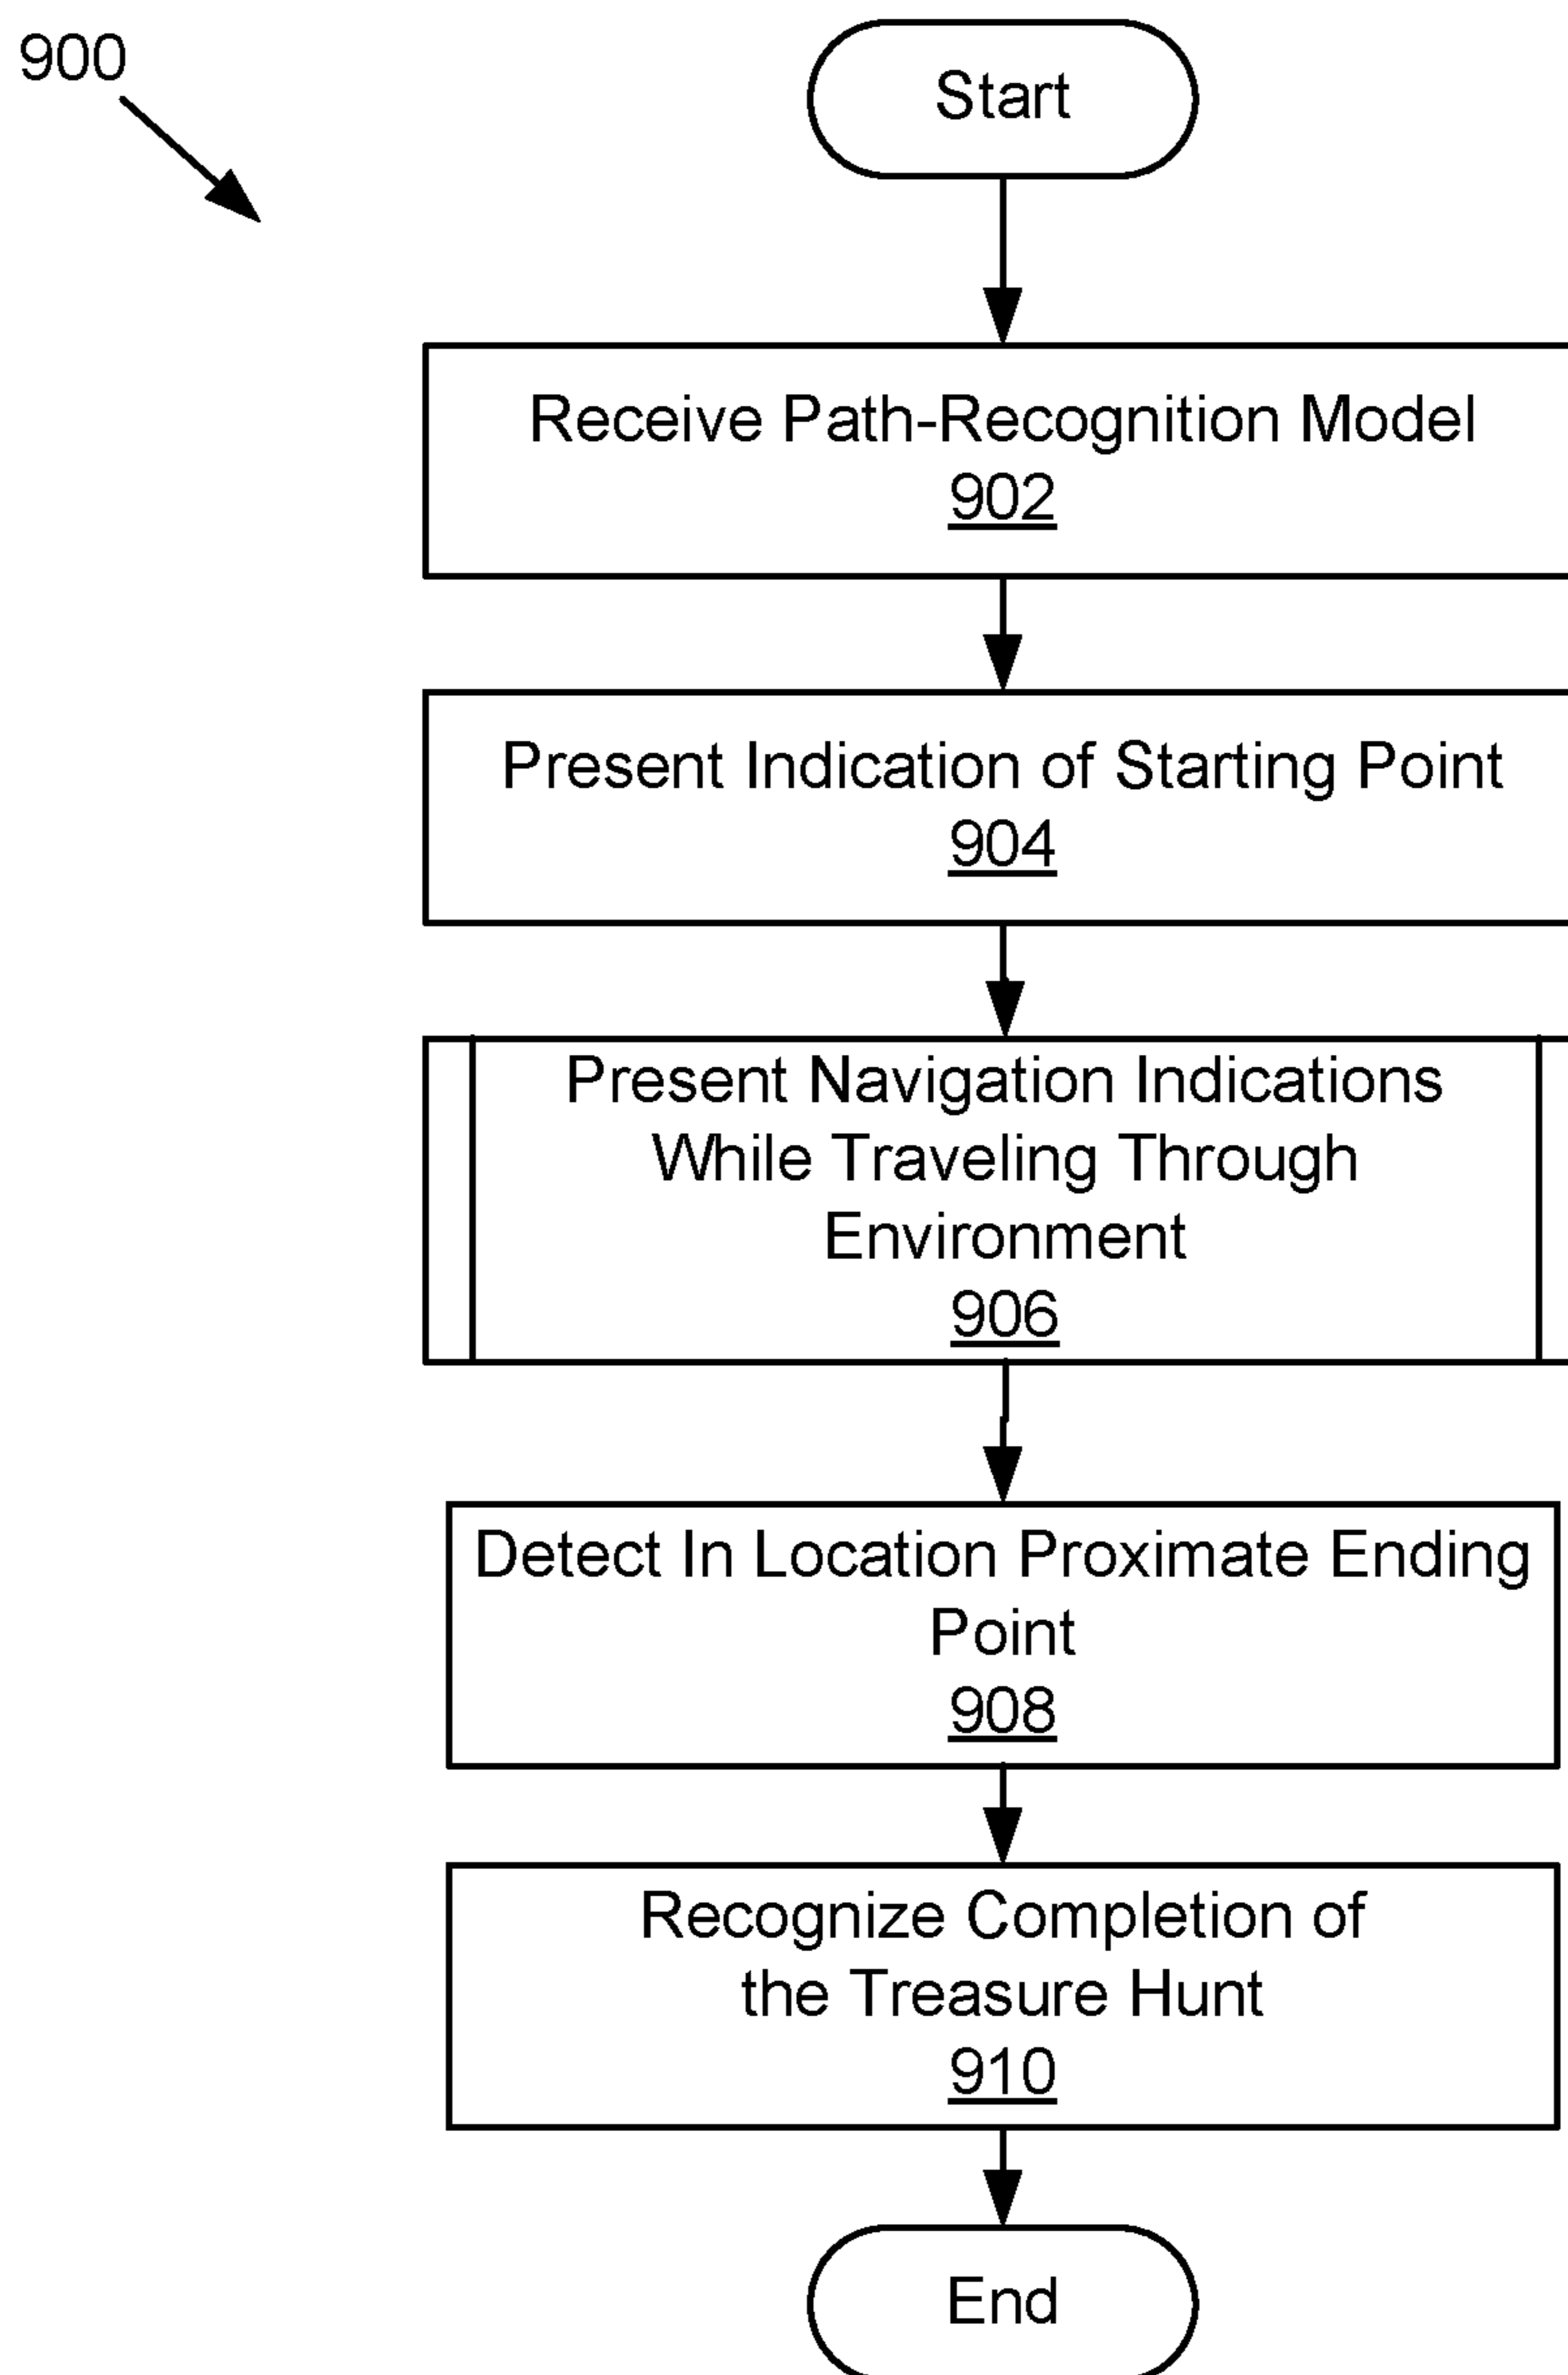 900
Start
Receive Path-Recognition Model
902
Present Indication of Starting Point
904
Present Navigation Indications
While Traveling Through
Environment
906
Detect In Location Proximate Ending
Point
908
Recognize Completion of
the Treasure Hunt
910
End